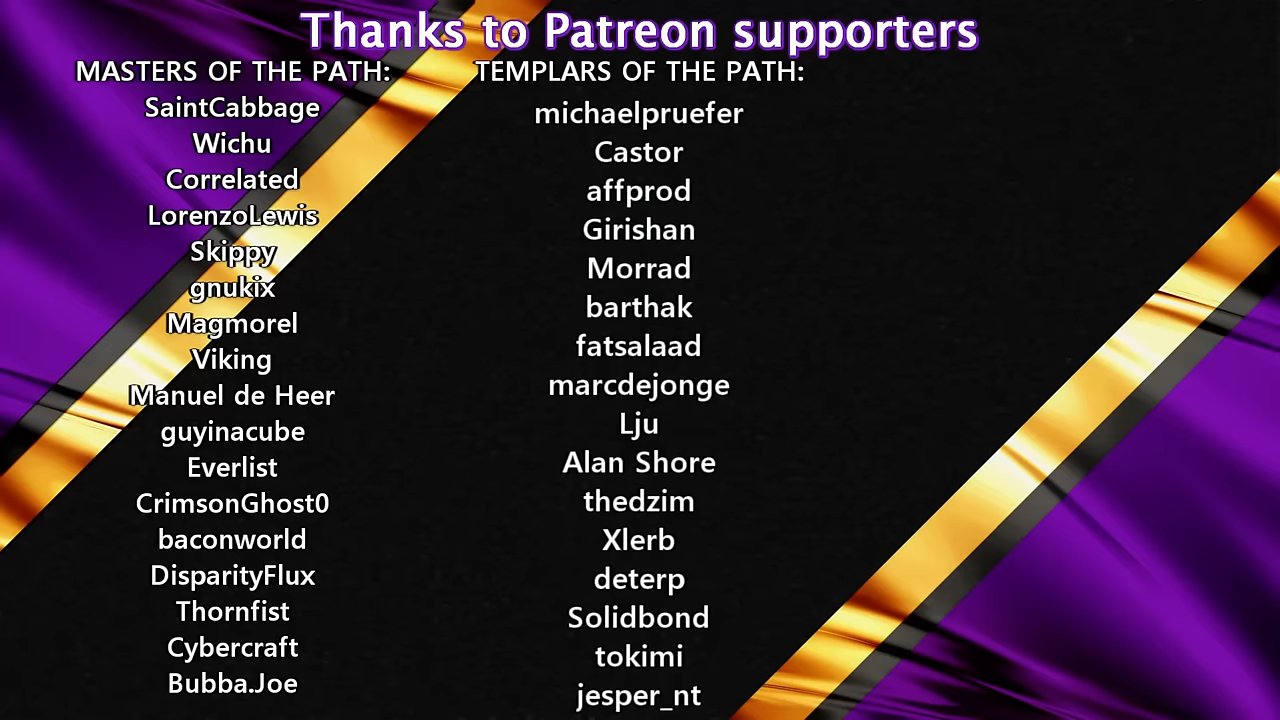 Thanks to Patreon supporters
MASTERS OF THE PATH:
SaintCabbage
Wichu
Correlated
LorenzoLewis
Skippy
gnukix
Magmorel
Viking
Manuel de Heer
guyinacube
Everlist
CrimsonGhost0
baconworld
DisparityFlux
Thornfist
Cybercraft
Bubba.Joe
TEMPLARS OF THE PATH:
michaelpruefer
Castor
affprod
Girishan
Morrad
barthak
fatsalaad
marcdejonge
Lju
Alan Shore
thedzim
Xlerb
deterp
Solidbond
tokimi
jesper_nt